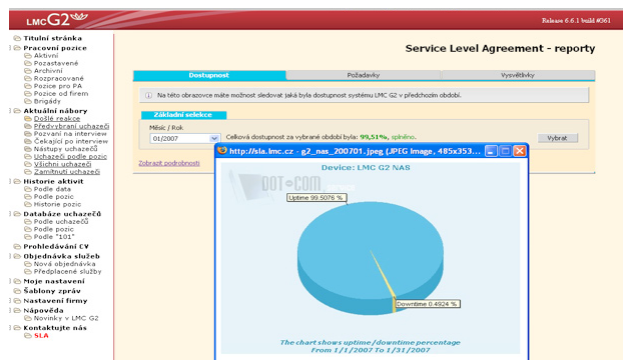 LMC G2
Release 6.6.1 build #361
Titulní stránka
Pracovní pozice
Aktivní
Pozastavené
Archivní
Rozpracované
Pozice pro PA
Pozice od firem
Brigády
Aktuální nábory
Došlé reakce
Předvybraní uchazeči
Pozvaní na interview
Čekající po interview
Nástupy uchazečů
Uchazeči podle pozic
Všichni uchazeči
Zamítnutí uchazeči
Historie aktivit
Podle data
Podle pozic
Historie pozic
Databáze uchazečů
Podle uchazečů
Podle pozic
Podle "101"
Prohledávání CV
Objednávka služeb
Nová objednávka
Předplacené služby
Moje nastavení
Šablony zpráv
Nastavení firmy
Nápověda
Novinky v LMC G2
Kontaktujte nás
SLA
Service Level Agreement - reporty
Dostupnost
Požadavky
Vysvětlivky
Na této obrazovce máte možnost sledovat jaká byla dostupnost systému LMC G2 v předchozím období.
Základní selekce
Měsíc / Rok
01/2007
Celková dostupnost za vybrané období byla: 99,51%, splněno.
Vybrat
Zobrazit podrobnosti
http://sla.lmc.cz - g2_nas_200701.jpeg (JPEG Image, 485x353...
Device: LMC G2 NAS
DOT COM
Uptime 99.5076 %
Downtime 0.4924 %
The chart shows uptime/downtime percentage
From 1/1/2007 To 1/31/2007